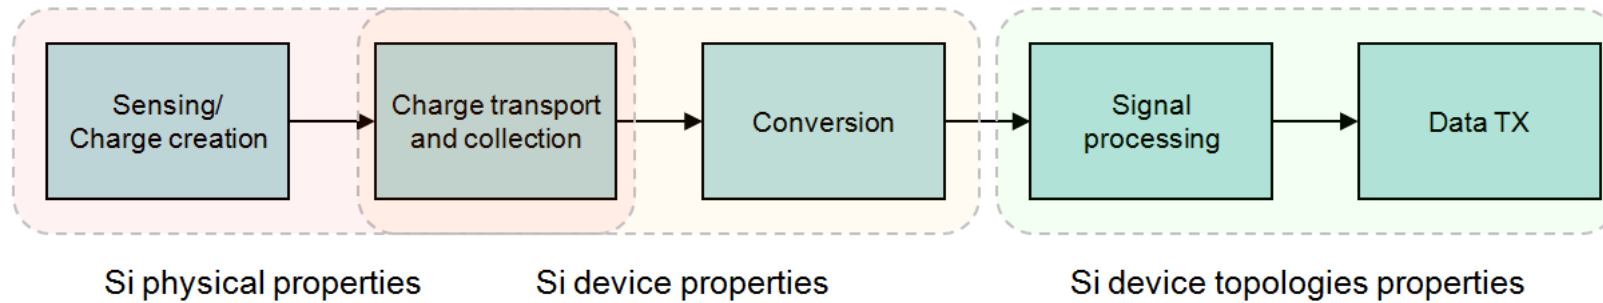 Sensing/
Charge creation
Charge transport
and collection
Conversion
Signal
processing
Data TX
Si physical properties
Si device properties
Si device topologies properties